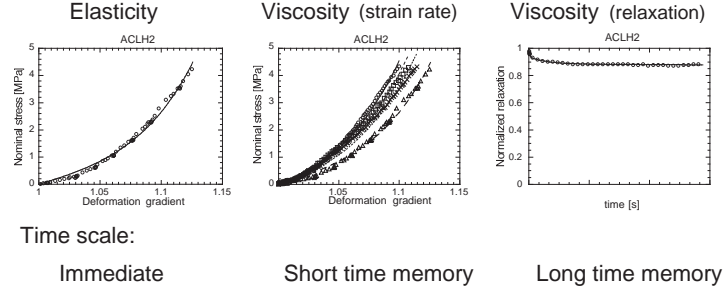 Elasticity
Viscosity (strain rate)
Viscosity (relaxation)
ACLH2
ACLH2
ACLH2
Nominal stress [MPa]
5
4
3
2
1
0
1
1.05
1.1
1.15
Deformation gradient
Nominal stress [MPa]
5
4
3
2
1
0
1.05
1.1
1.15
Deformation gradient
Normalized relaxation
1
0.8
0.6
0.4
0.2
0
time [s]
Time scale:
Immediate
Short time memory
Long time memory